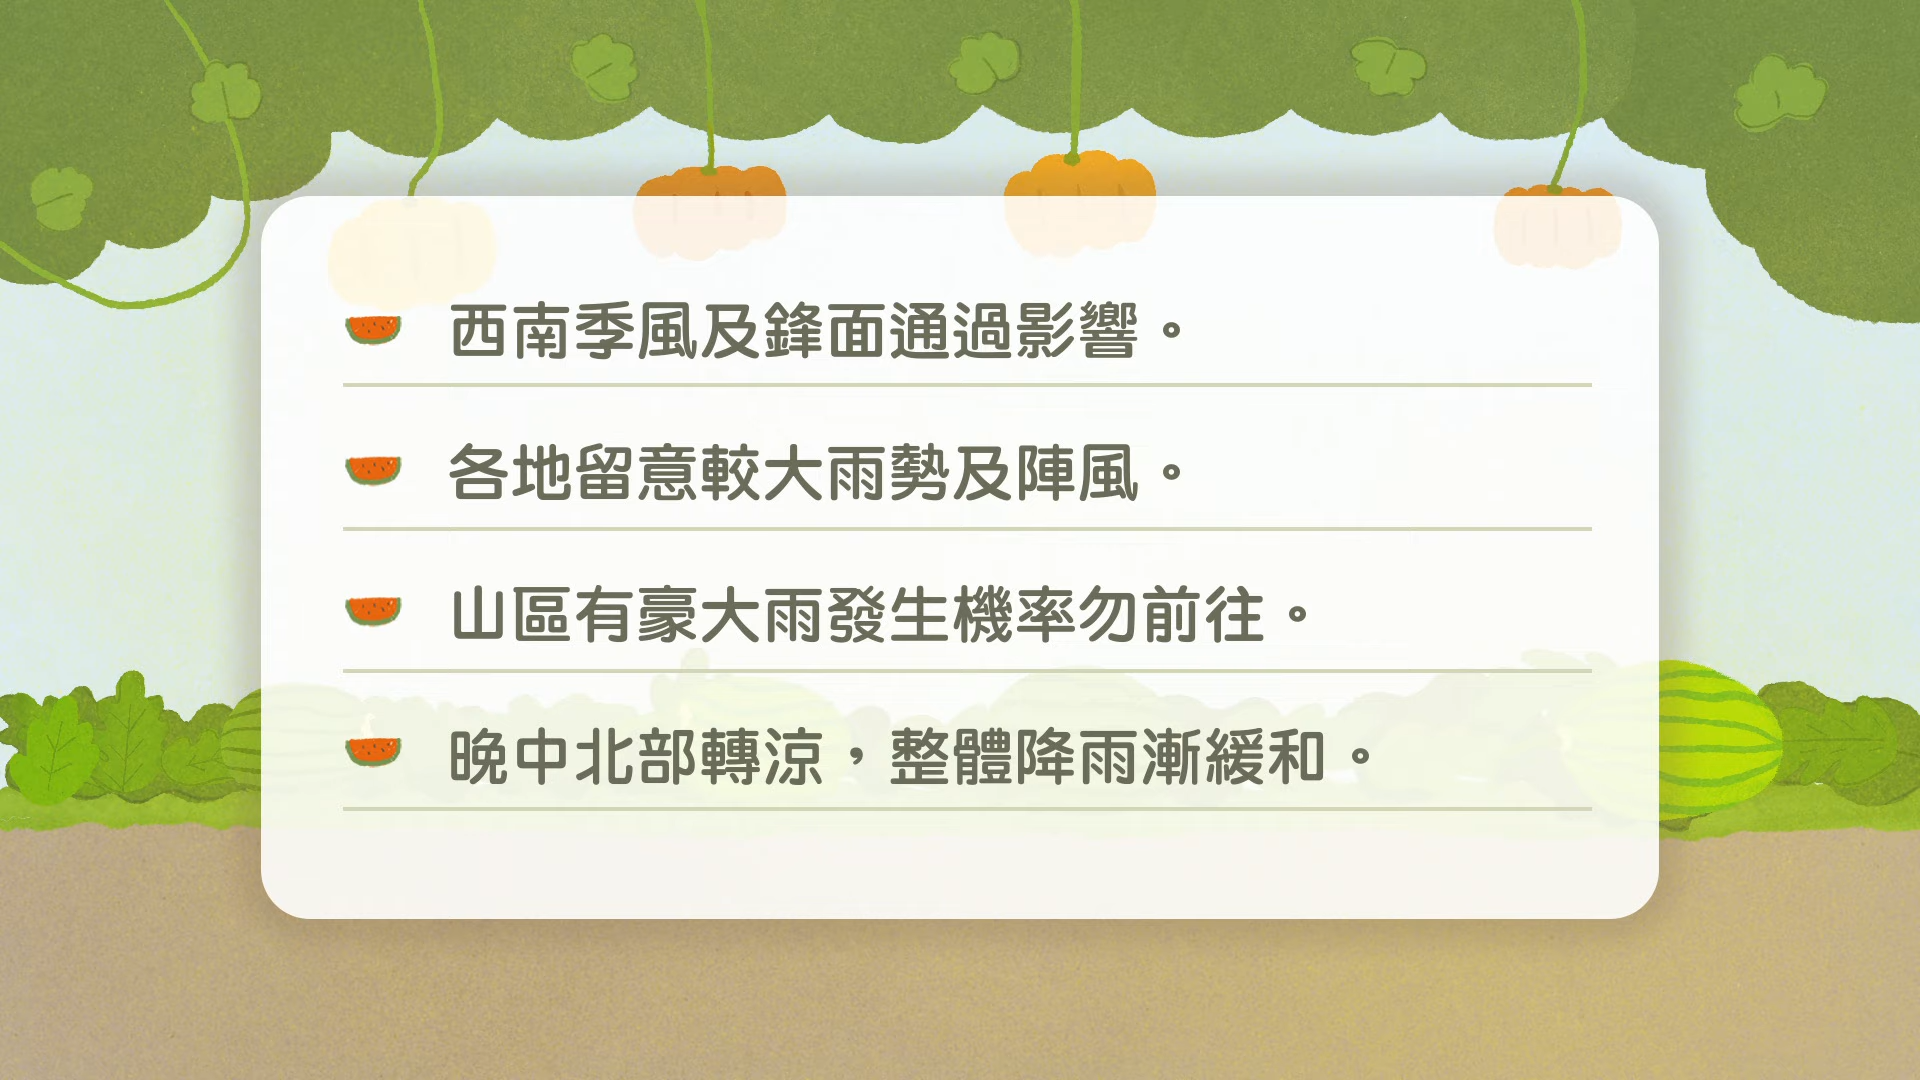 西南季風及鋒面通過影響。
各地留意較大雨勢及陣風。
山區有豪大雨發生機率勿前往。
晚中北部轉涼，整體降雨漸緩和。